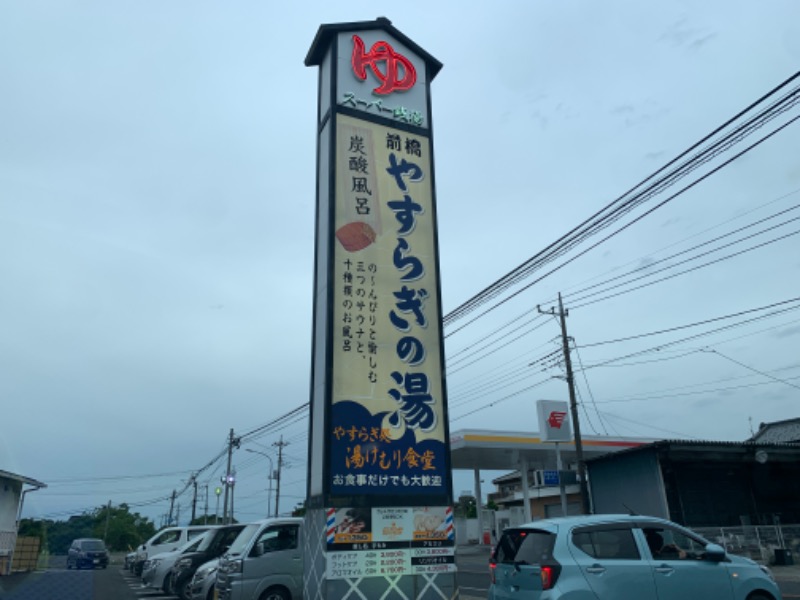 ゆ
スーパー銭湯
前橋
やすらぎの湯
炭酸風呂
の〜んびりと愉しむ
三つのサウナと、
十種類のお風呂
やすらぎ処
湯けむり食堂
お食事だけでも大歓迎